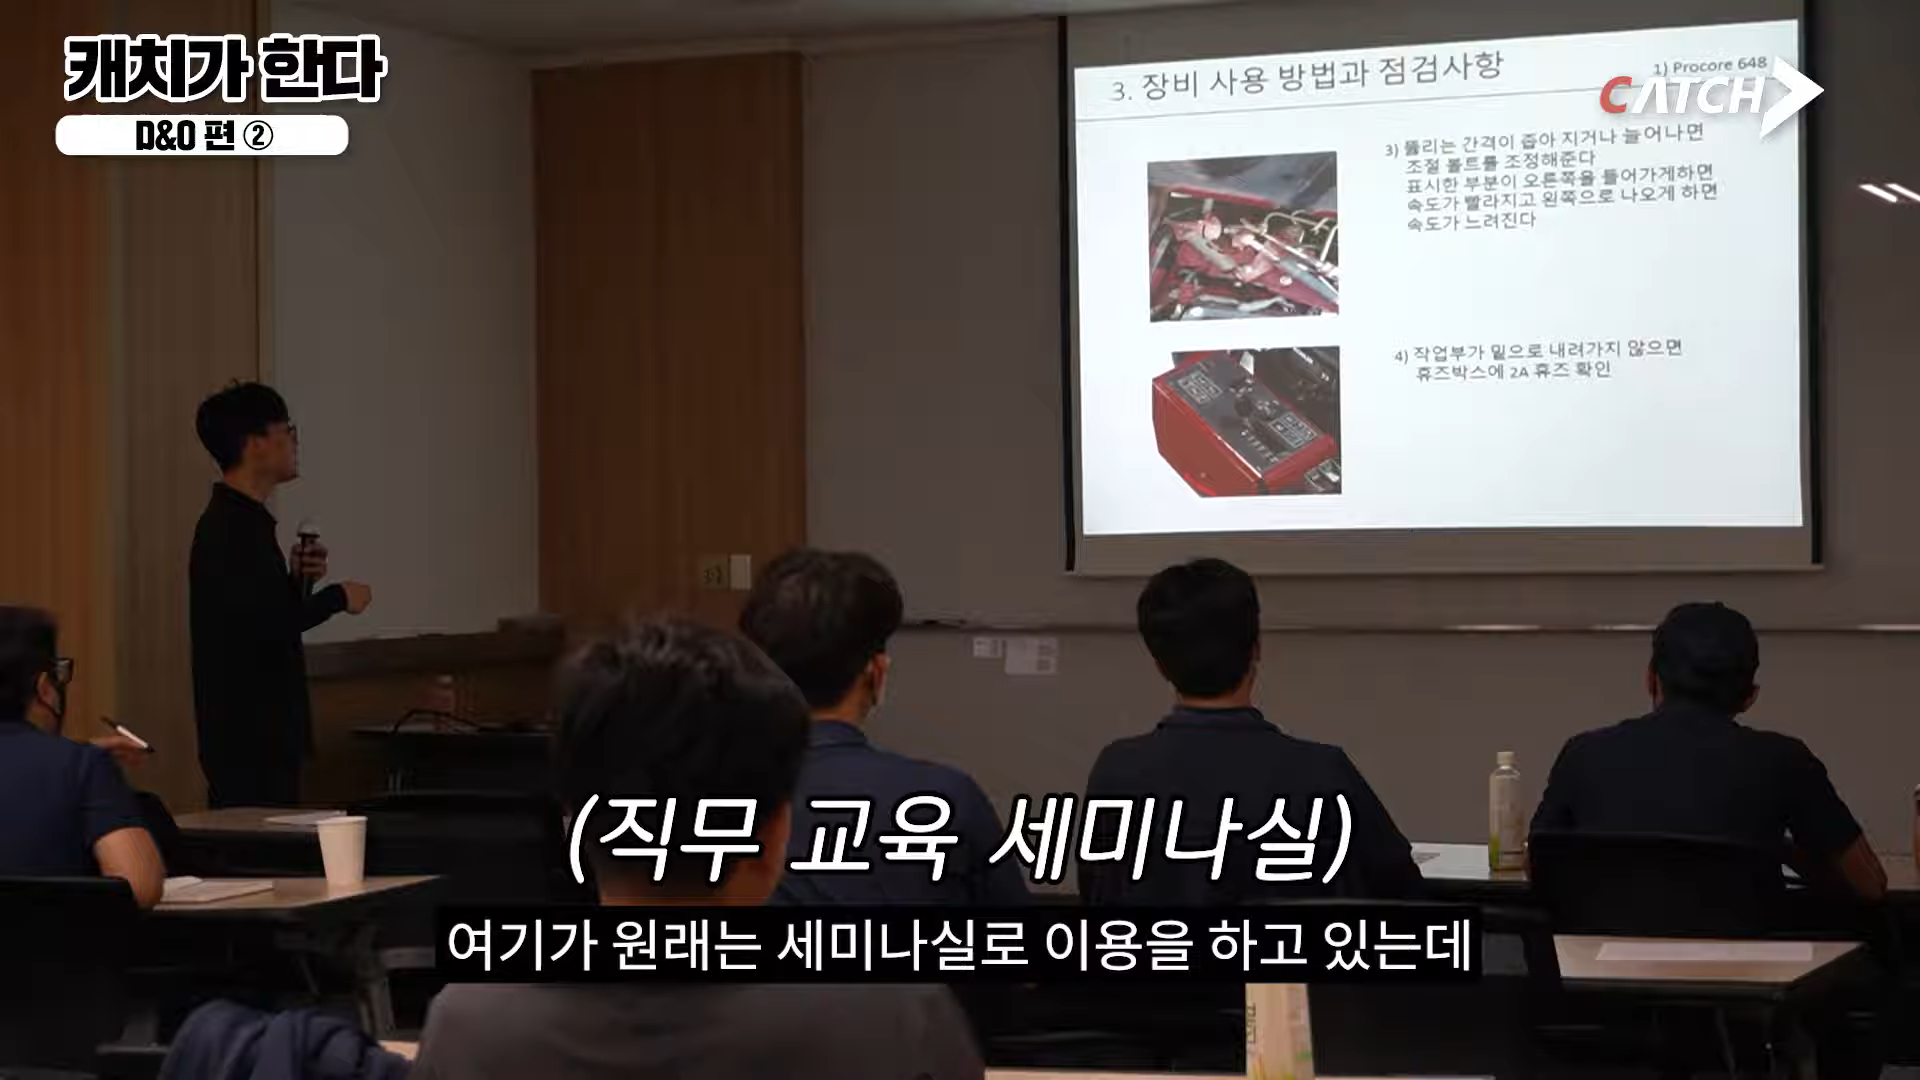 캐치가 한다
D&O 편 ②
CATCH
3. 장비 사용 방법과 점검사항
1) Procore 648
3) 뚫리는 간격이 좁아 지거나 늘어나면
조절 볼트를 조정해준다
표시한 부분이 오른쪽을 들어가게하면
속도가 빨라지고 왼쪽으로 나오게 하면
속도가 느려진다
4) 작업부가 밑으로 내려가지 않으면
휴즈박스에 2A 휴즈 확인
(직무 교육 세미나실)
여기가 원래는 세미나실로 이용을 하고 있는데